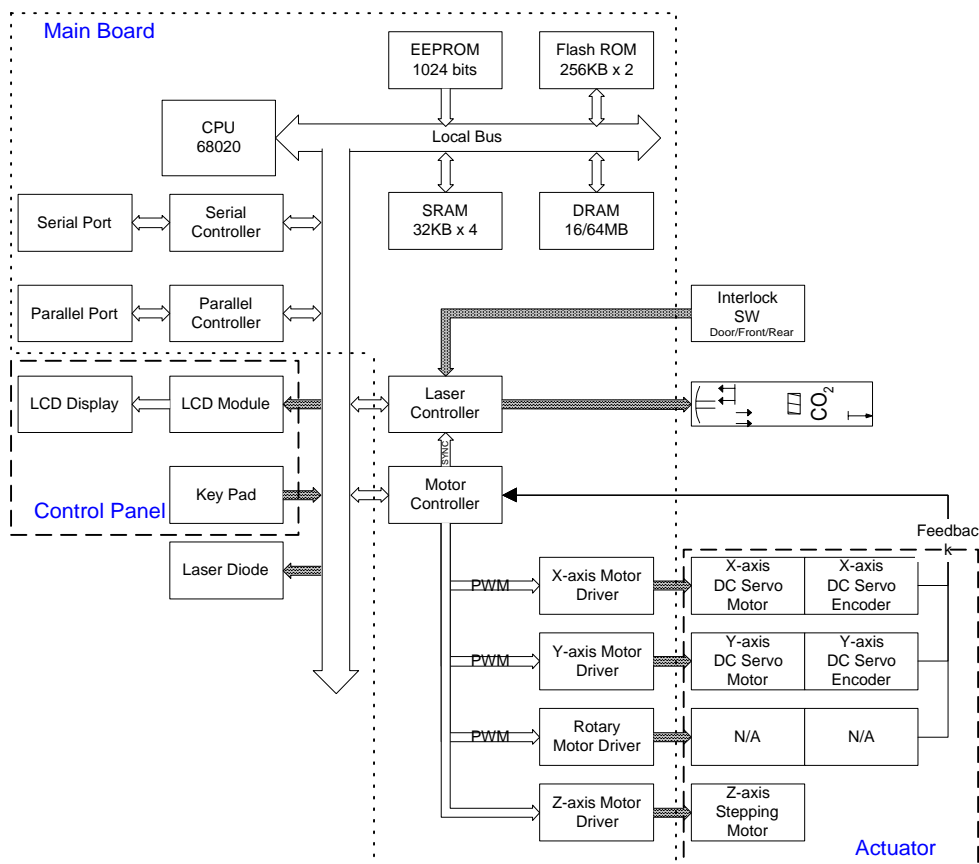 Main Board
EEPROM
1024 bits
Flash ROM
256KB x 2
CPU
68020
Local Bus
SRAM
32KB x 4
DRAM
16/64MB
Serial Port
Serial
Controller
Parallel Port
Parallel
Controller
Interlock
SW
Door/Front/Rear
LCD Display
LCD Module
Laser
Controller
CO2
SYNC
Key Pad
Motor
Controller
Control Panel
Laser Diode
Feedbac
k
PWM
X-axis Motor
Driver
X-axis
DC Servo
Motor
X-axis
DC Servo
Encoder
PWM
Y-axis Motor
Driver
Y-axis
DC Servo
Motor
Y-axis
DC Servo
Encoder
PWM
Rotary
Motor Driver
N/A
N/A
Z-axis Motor
Driver
Z-axis
Stepping
Motor
Actuator